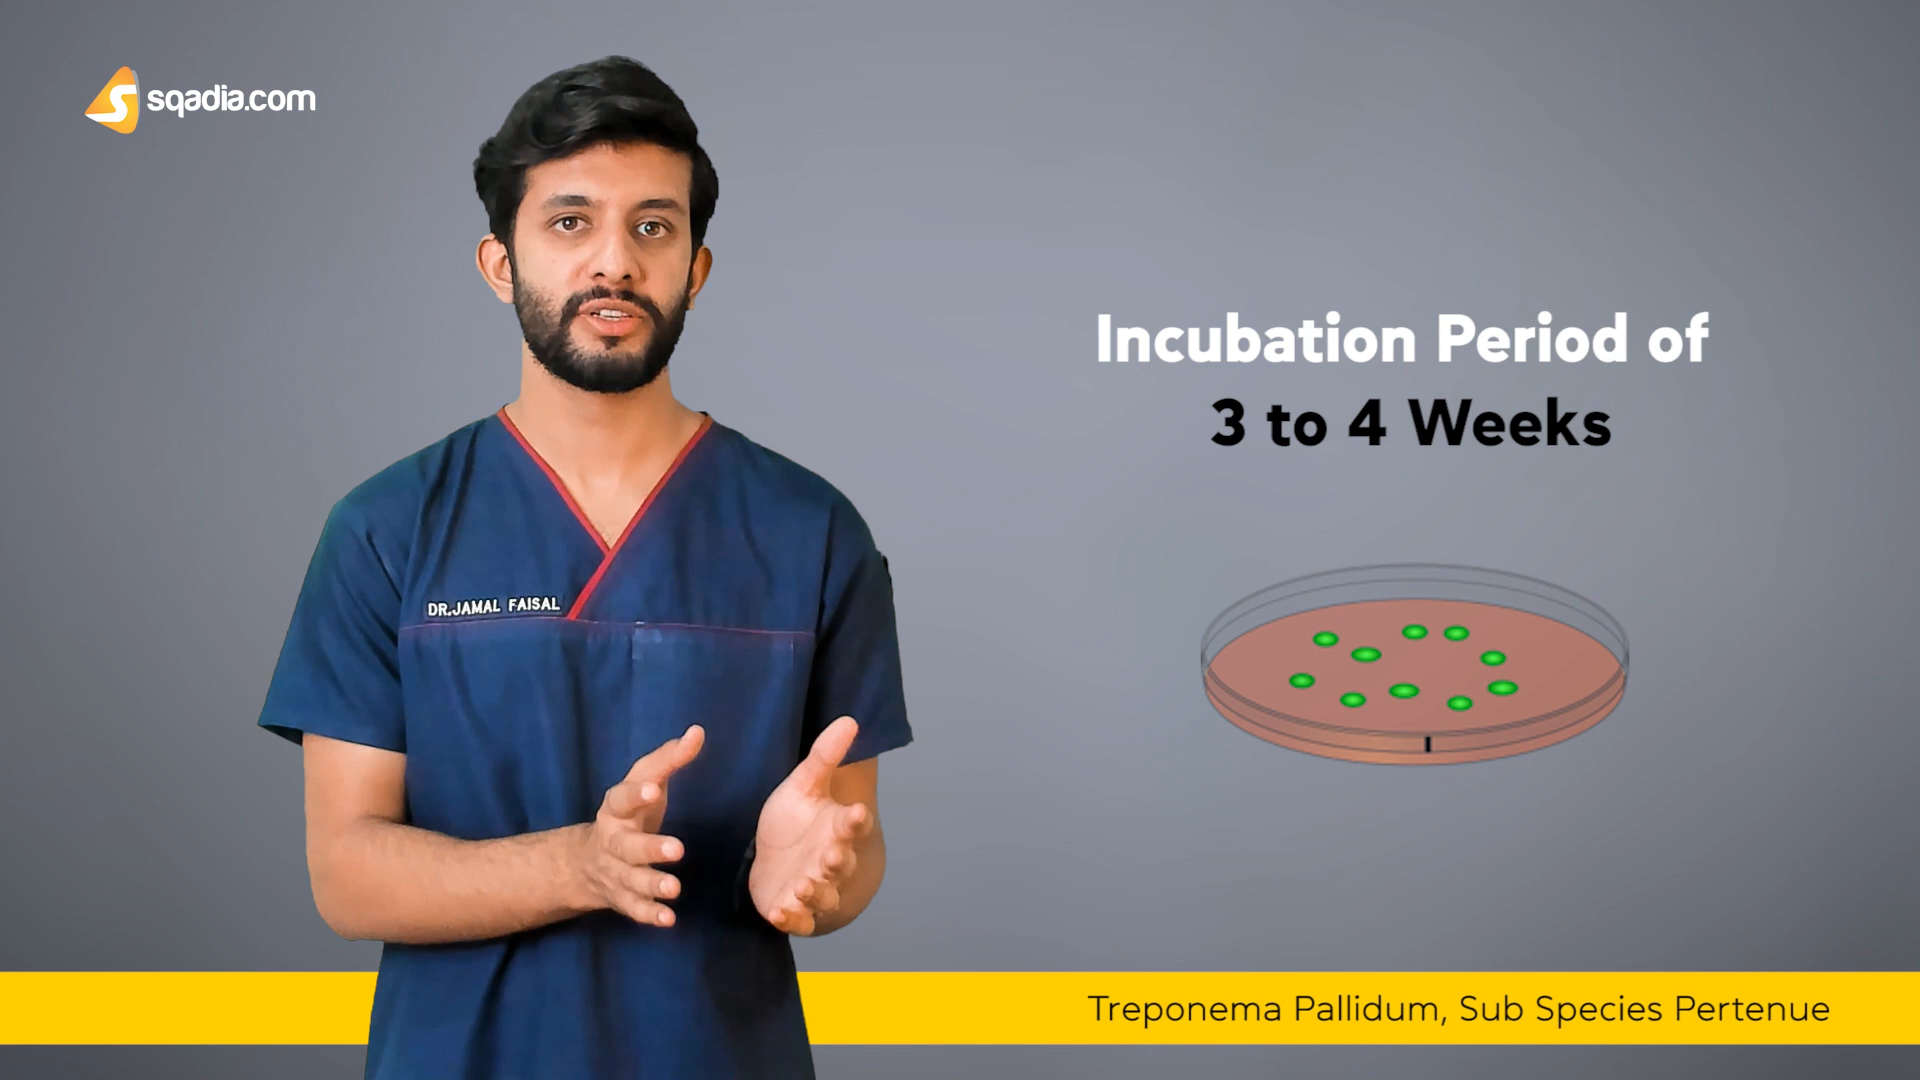 sqadia.com
Incubation Period of
3 to 4 Weeks
DR.JAMAL FAISAL
Treponema Pallidum, Sub Species Pertenue